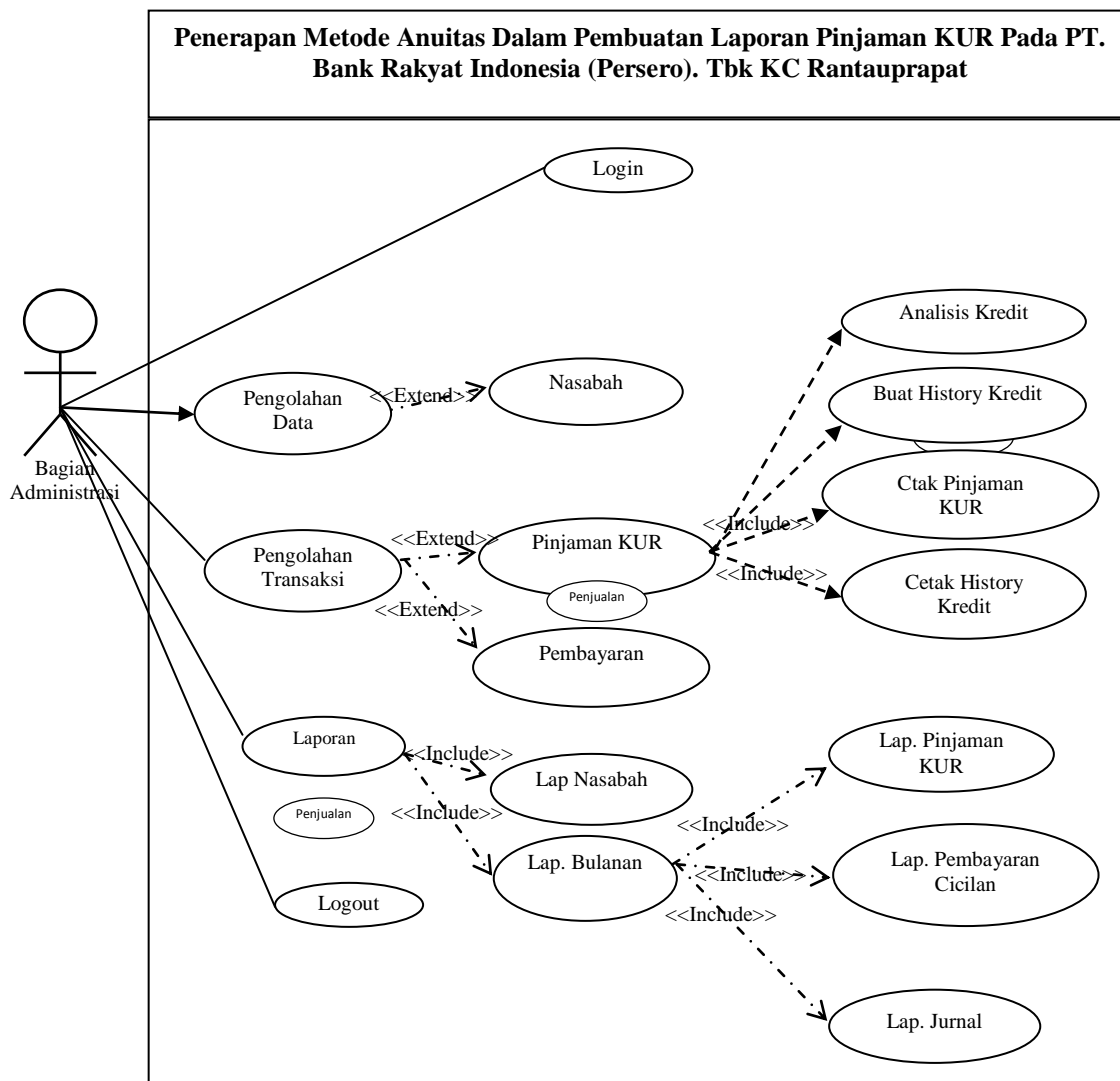 Penerapan Metode Anuitas Dalam Pembuatan Laporan Pinjaman KUR Pada PT.
Bank Rakyat Indonesia (Persero). Tbk KC Rantauprapat
Login
Analisis Kredit
Bagian
Administrasi
Pengolahan
Data
<<Extend>>
Nasabah
Buat History Kredit
Ctak Pinjaman
KUR
Pengolahan
Transaksi
<<Extend>>
<<Extend>>
Pinjaman KUR
Penjualan
<<Include>>
<<Include>>
Cetak History
Kredit
Pembayaran
Laporan
<<Include>>
<<Include>>
Lap Nasabah
Lap. Pinjaman
KUR
Penjualan
Lap. Bulanan
<<Include>>
<<Include>>
<<Include>>
Lap. Pembayaran
Cicilan
Logout
Lap. Jurnal